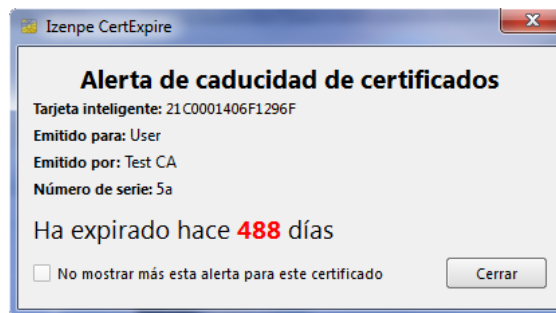 Izenpe CertExpire
Alerta de caducidad de certificados
Tarjeta inteligente: 21C0001406F1296F
Emitido para: User
Emitido por: Test CA
Número de serie: 5a
Ha expirado hace 488 días
No mostrar más esta alerta para este certificado
Cerrar